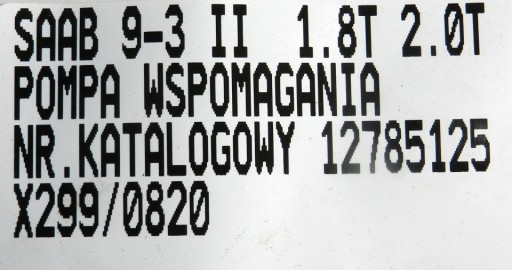 SAAB 9-3 II 1.8T 2.0T
POMPA WSPOMAGANIA
NR.KATALOGOWY 12785125
X299/0820